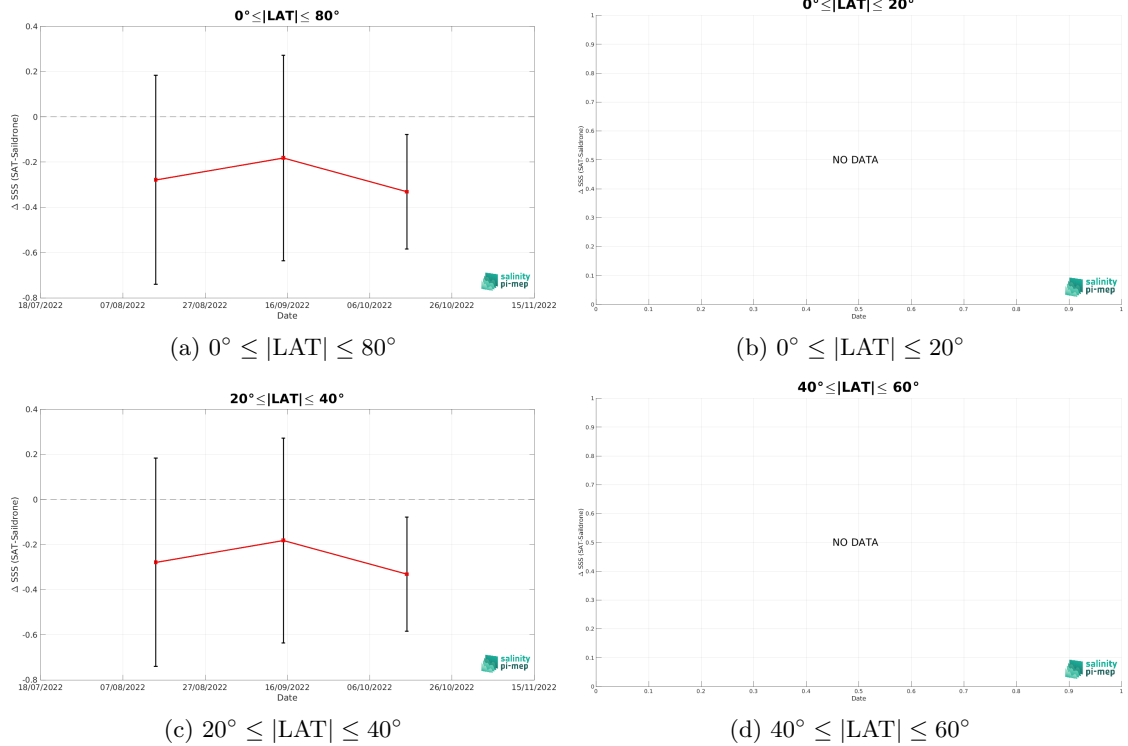 0°≤|LAT|≤ 80°
0.4
0.2
0
-0.2
-0.4
-0.6
-0.8
Δ SSS (SAT-Saildrone)
18/07/2022 07/08/2022 27/08/2022 16/09/2022 06/10/2022 26/10/2022 15/11/2022
Date
salinity
pi-mep
(a) 0° ≤ |LAT| ≤ 80°
0°≤|LAT|≤ 20°
1
0.9
0.8
0.7
0.6
0.5
0.4
0.3
0.2
0.1
0
Δ SSS (SAT-Saildrone)
NO DATA
0 0.1 0.2 0.3 0.4 0.5 0.6 0.7 0.8 0.9 1
Date
salinity
pi-mep
(b) 0° ≤ |LAT| ≤ 20°
20°≤|LAT|≤ 40°
0.4
0.2
0
-0.2
-0.4
-0.6
-0.8
Δ SSS (SAT-Saildrone)
18/07/2022 07/08/2022 27/08/2022 16/09/2022 06/10/2022 26/10/2022 15/11/2022
Date
salinity
pi-mep
(c) 20° ≤ |LAT| ≤ 40°
40°≤|LAT|≤ 60°
1
0.9
0.8
0.7
0.6
0.5
0.4
0.3
0.2
0.1
0
Δ SSS (SAT-Saildrone)
NO DATA
0 0.1 0.2 0.3 0.4 0.5 0.6 0.7 0.8 0.9 1
Date
salinity
pi-mep
(d) 40° ≤ |LAT| ≤ 60°